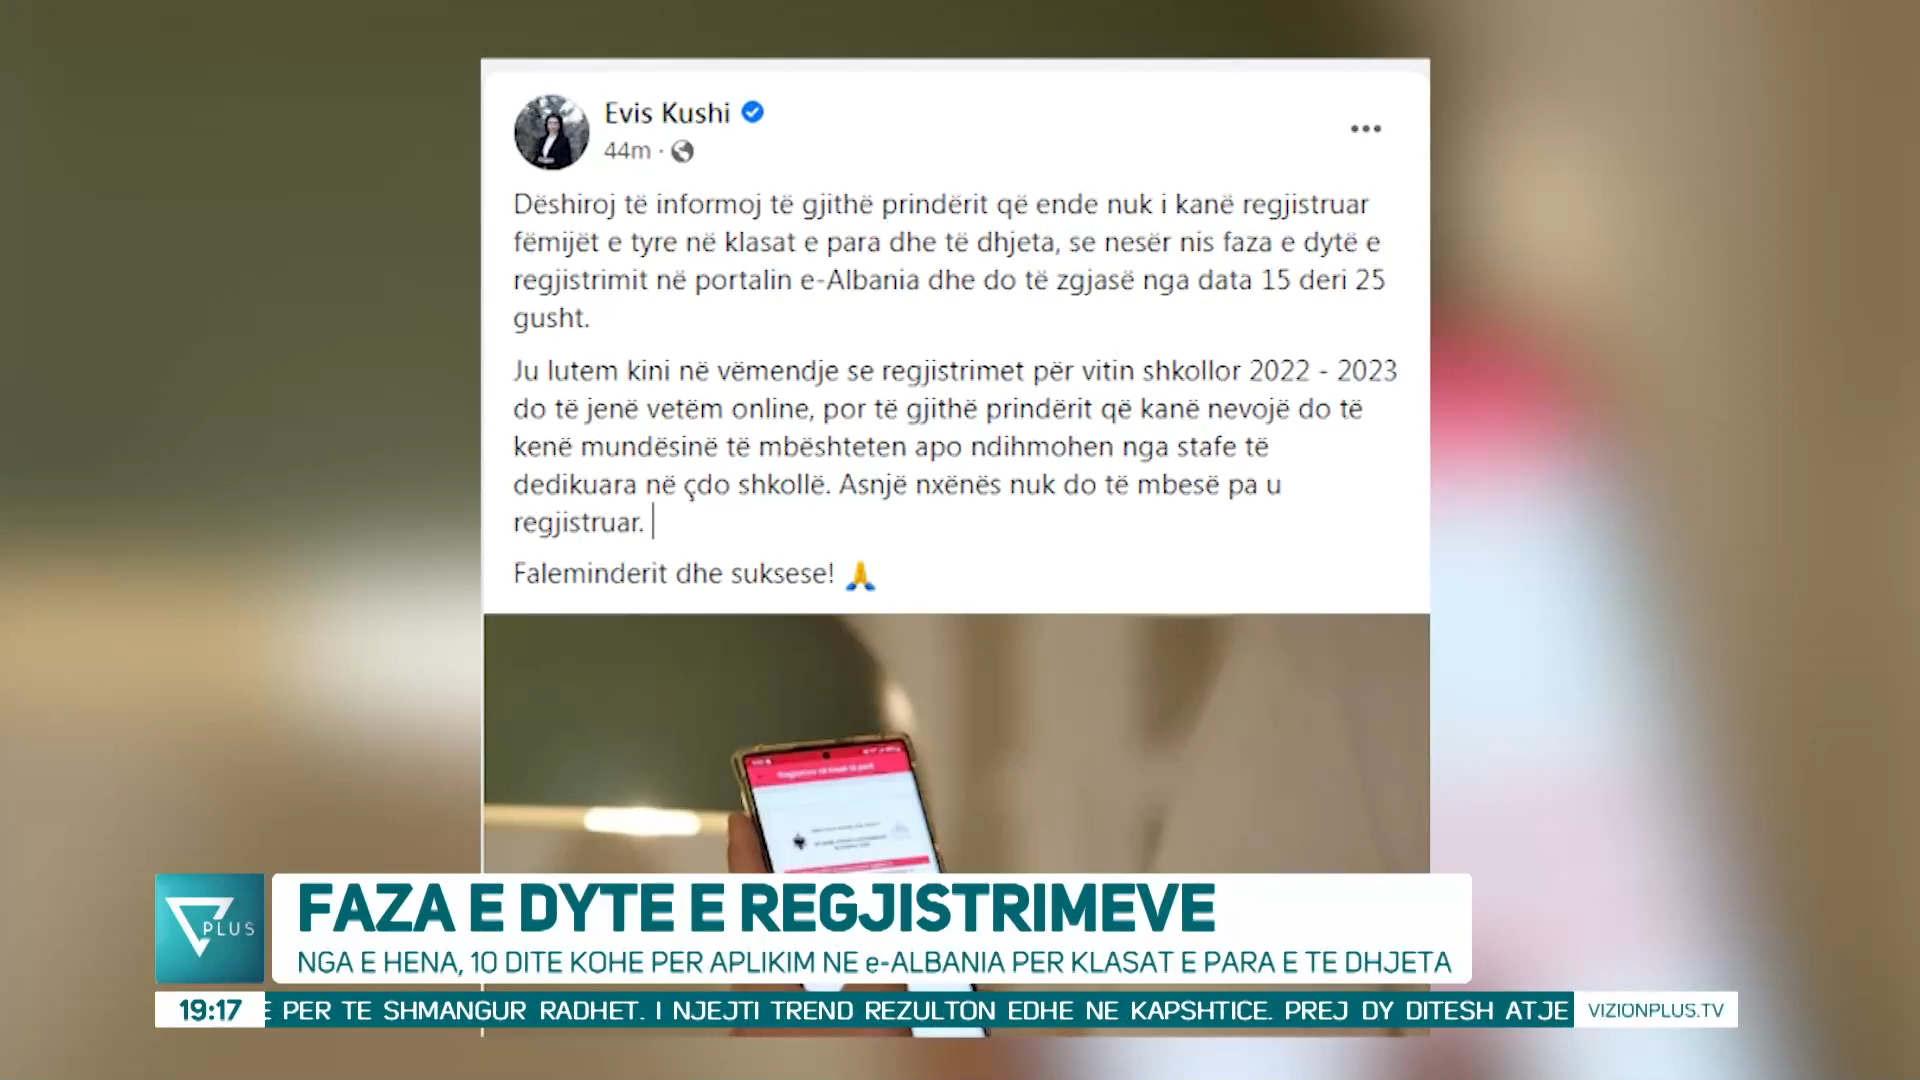 Evis Kushi
44m ·
Dëshiroj të informoj të gjithë prindërit që ende nuk i kanë regjistruar
fëmijët e tyre në klasat e para dhe të dhjeta, se nesër nis faza e dytë e
regjistrimit në portalin e-Albania dhe do të zgjasë nga data 15 deri 25
gusht.
Ju lutem kini në vëmendje se regjistrimet për vitin shkollor 2022 - 2023
do të jenë vetëm online, por të gjithë prindërit që kanë nevojë do të
kenë mundësinë të mbështeten apo ndihmohen nga stafe të
dedikuara në çdo shkollë. Asnjë nxënës nuk do të mbesë pa u
regjistruar.
Faleminderit dhe suksese! 🙏
PLUS
FAZA E DYTE E REGJISTRIMEVE
NGA E HENA, 10 DITE KOHE PER APLIKIM NE e-ALBANIA PER KLASAT E PARA E TE DHJETA
19:17 E PER TE SHMANGUR RADHET. I NJEJTI TREND REZULTON EDHE NE KAPSHTICE. PREJ DY DITESH ATJE VIZIONPLUS.TV